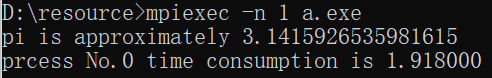 D:\resource>mpiexec -n 1 a.exe
pi is approximately 3.1415926535981615
prcess No.0 time consumption is 1.918000